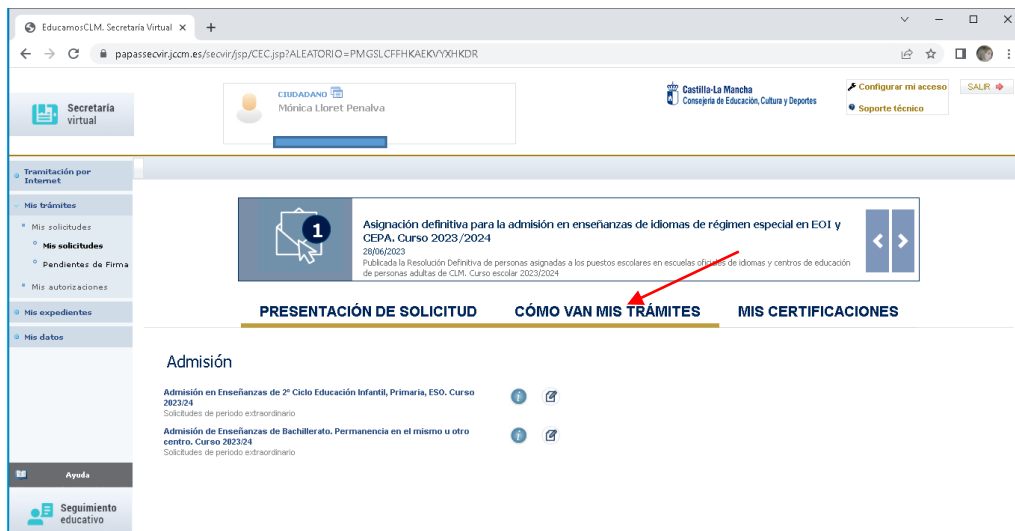 EducamosCLM. Secretaría Virtual
papassecvir.jccm.es/secvir/jsp/CEC.jsp?ALEATORIO=PMGSLCFFHKAEKVYXHKDR
Secretaría
virtual
CIUDADANO
Mónica Lloret Penalva
Castilla-La Mancha
Consejería de Educación, Cultura y Deportes
Configurar mi acceso
Soporte técnico
SALIR
Tramitación por
Internet
Mis trámites
Mis solicitudes
Mis solicitudes
Pendientes de Firma
Mis autorizaciones
Mis expedientes
Mis datos
1
Asignación definitiva para la admisión en enseñanzas de idiomas de régimen especial en EOI y
CEPA. Curso 2023/2024
28/06/2023
Publicada la Resolución Definitiva de personas asignadas a los puestos escolares en escuelas oficiales de idiomas y centros de educación
de personas adultas de CLM. Curso escolar 2023/2024
PRESENTACIÓN DE SOLICITUD CÓMO VAN MIS TRÁMITES MIS CERTIFICACIONES
Admisión
Admisión en Enseñanzas de 2º Ciclo Educación Infantil, Primaria, ESO. Curso
2023/24
Solicitudes de periodo extraordinario
Admisión de Enseñanzas de Bachillerato. Permanencia en el mismo u otro
centro. Curso 2023/24
Solicitudes de periodo extraordinario
Ayuda
Seguimiento
educativo